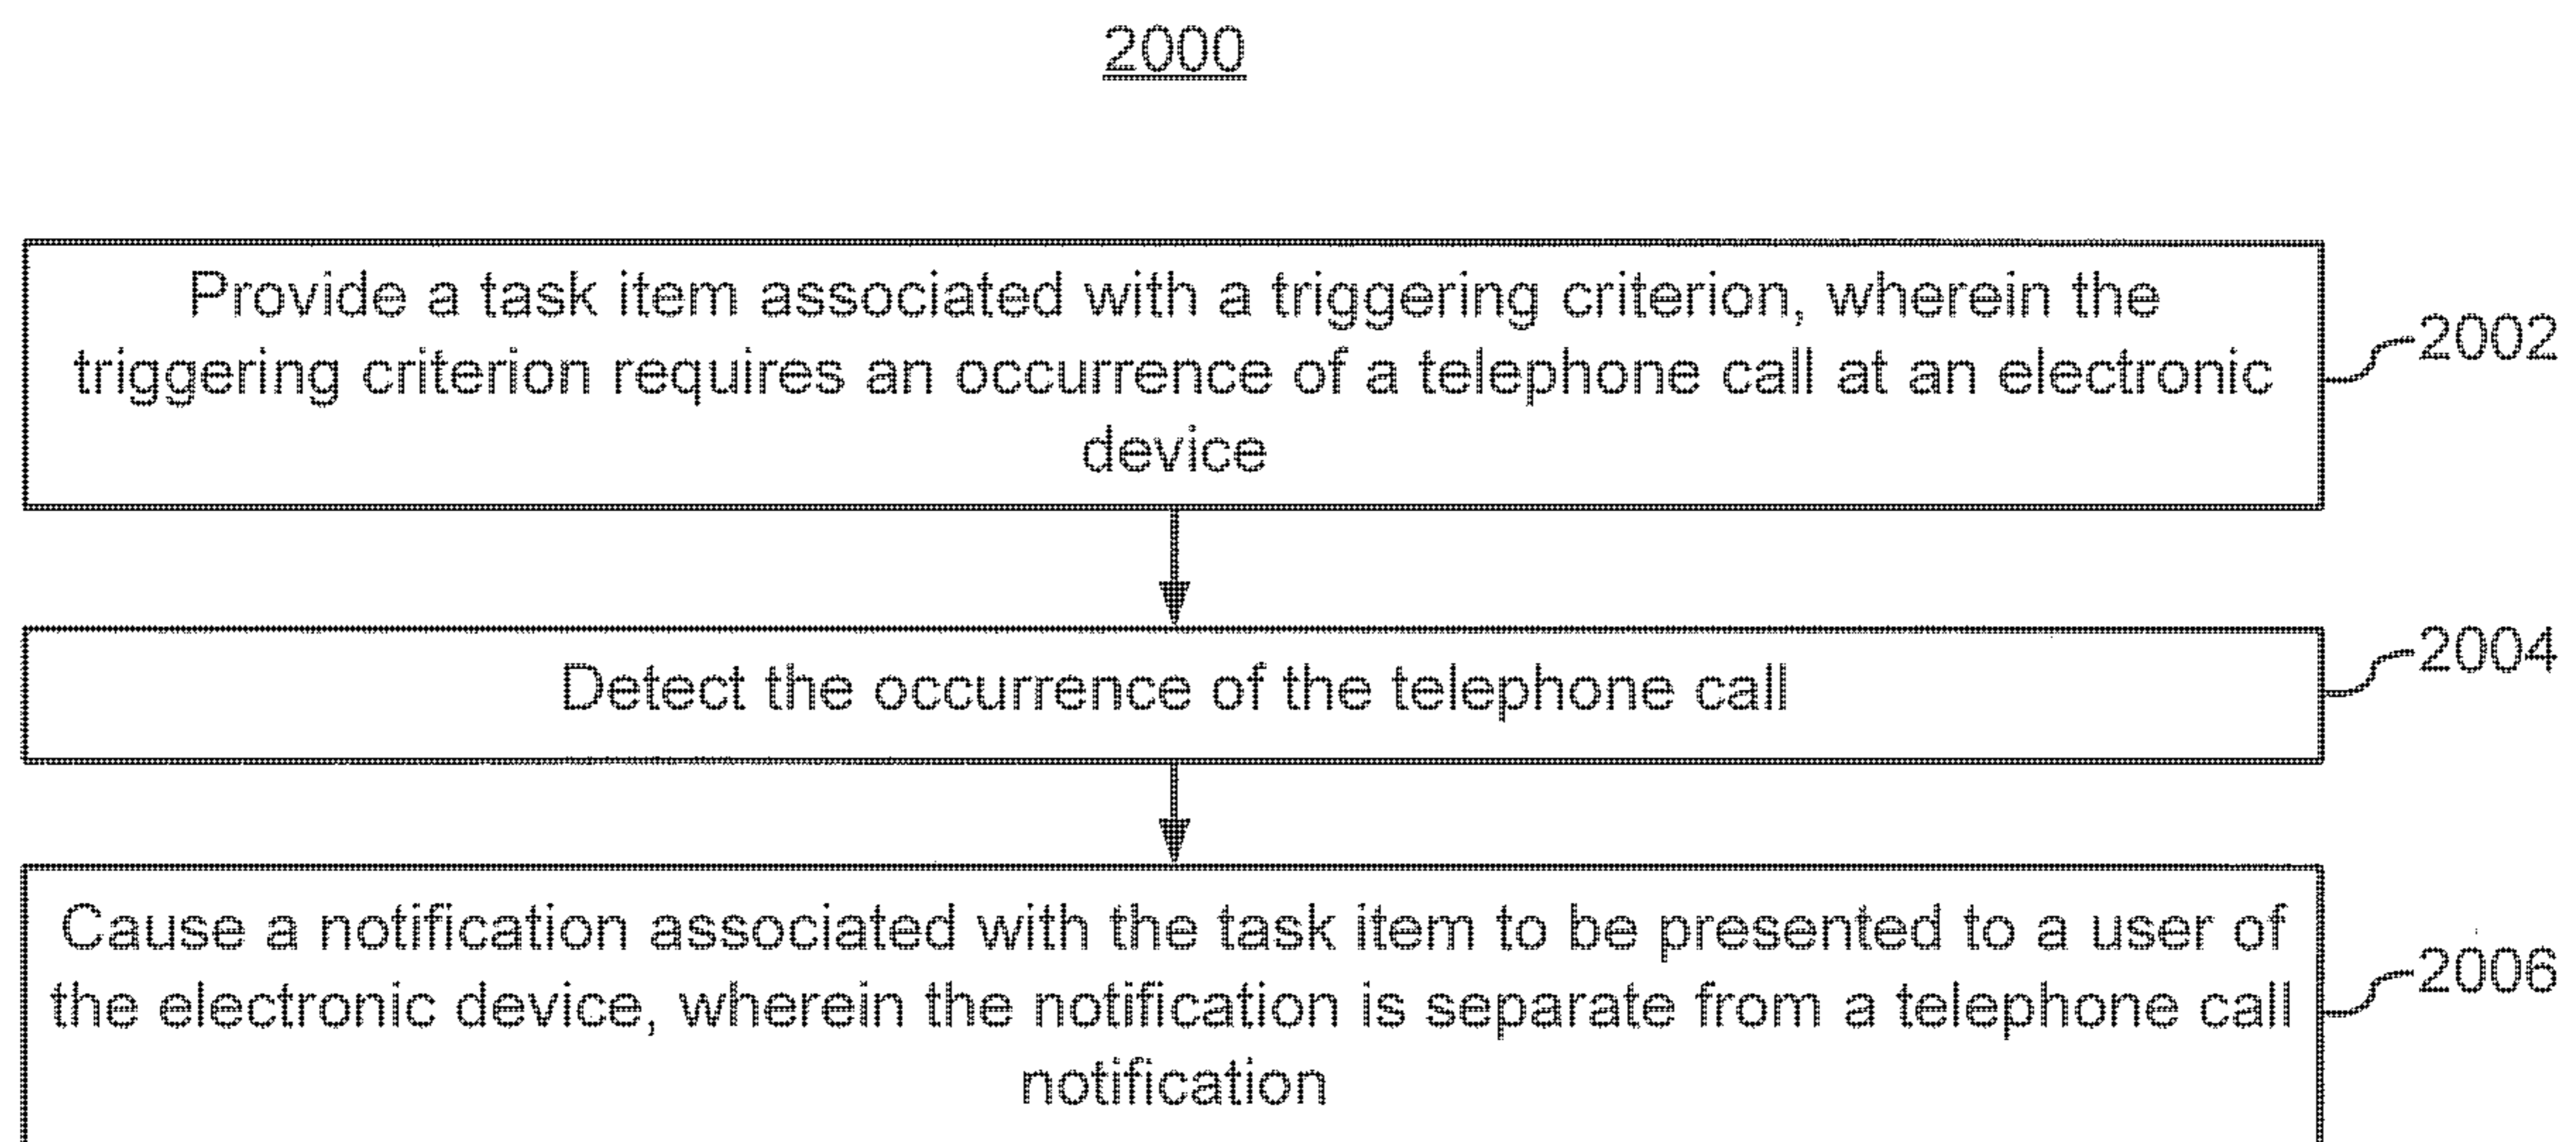 2000
Provide a task item associated with a triggering criterion, wherein the
triggering criterion requires an occurrence of a telephone call at an electronic
device
2002
Detect the occurrence of the telephone call
2004
Cause a notification associated with the task item to be presented to a user of
the electronic device, wherein the notification is separate from a telephone call
notification
2006